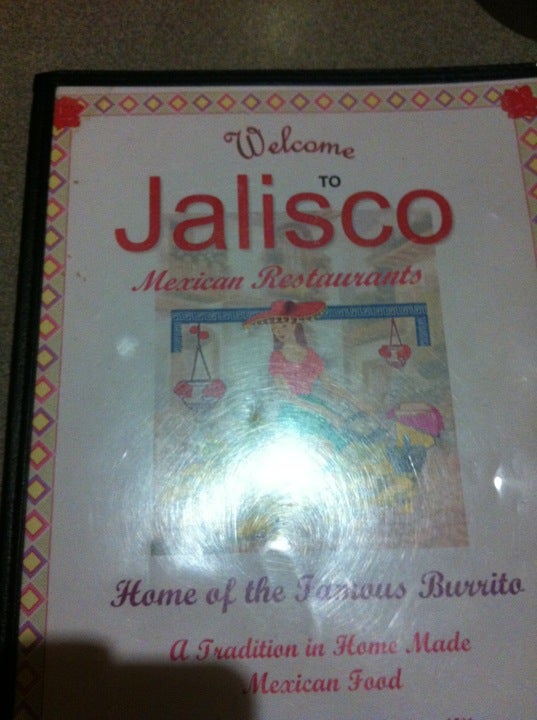 Welcome
TO
Jalisco
Mexican Restaurants
Home of the Famous Burrito
A Tradition in Home Made
Mexican Food